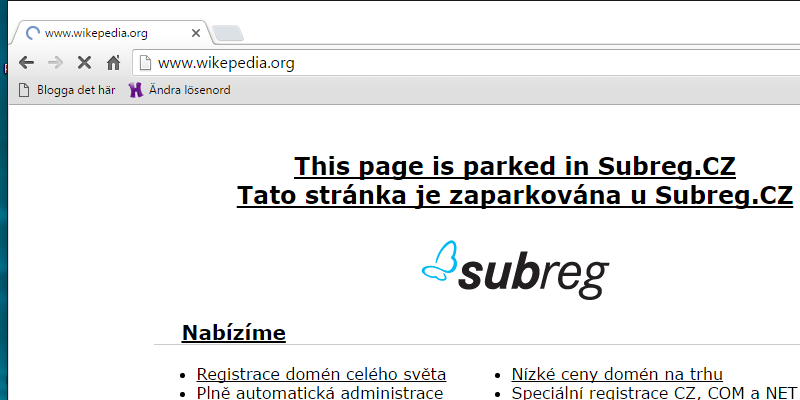 www.wikepedia.org
www.wikepedia.org
Blogga det här
Ändra lösenord
This page is parked in Subreg.CZ
Tato stránka je zaparkována u Subreg.CZ
subreg
Nabízíme
Registrace domén celého světa
Nízké ceny domén na trhu
Plně automatická administrace
Speciální registrace CZ, COM a NET